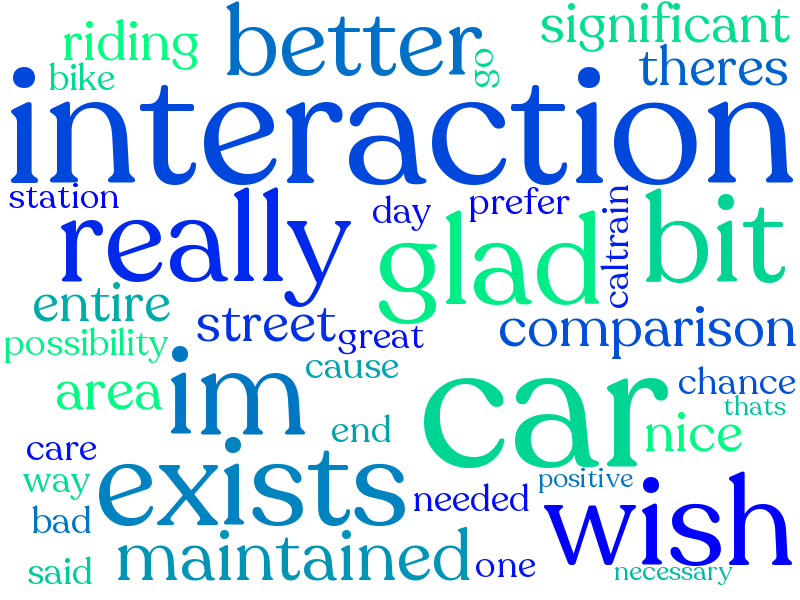 riding
better
go
significant
bike
theres
interaction
station
really
day
prefer
glad
caltrain
bit
entire
street
great
comparison
possibility
im
cause
car
chance
area
thats
end
nice
care
way
exists
needed
positive
wish
bad
said
maintained
one
necessary